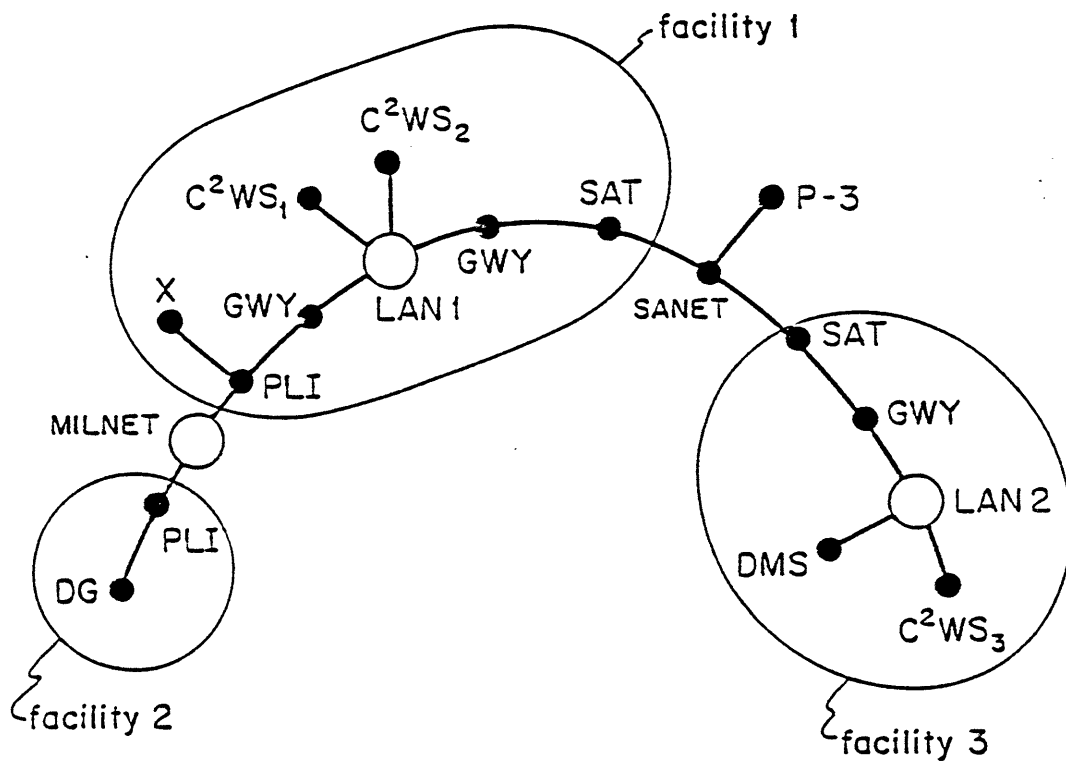 facility 1
C²WS₂
C²WS₁
SAT
P-3
GWY
X
GWY
LAN 1
SANET
SAT
PLI
MILNET
GWY
LAN 2
PLI
DMS
DG
C²WS₃
facility 2
facility 3